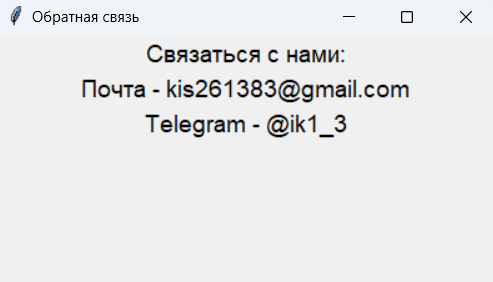 Обратная связь
Связаться с нами:
Почта - kis261383@gmail.com
Telegram - @ik1_3